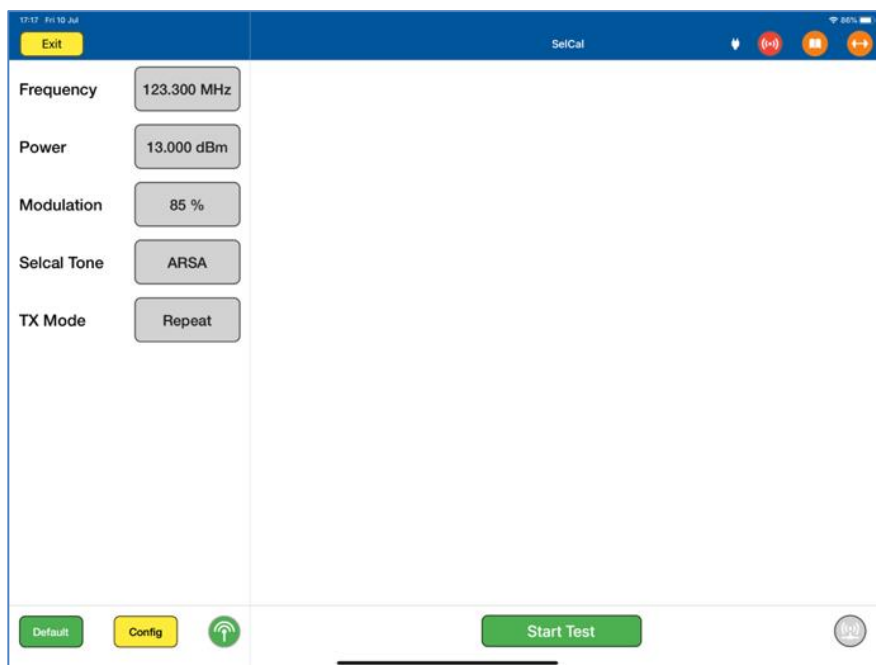 17:17 Fri 10 Jul
86%
Exit
SelCal
Frequency 123.300 MHz
Power 13.000 dBm
Modulation 85 %
Selcal Tone ARSA
TX Mode Repeat
Default Config Start Test